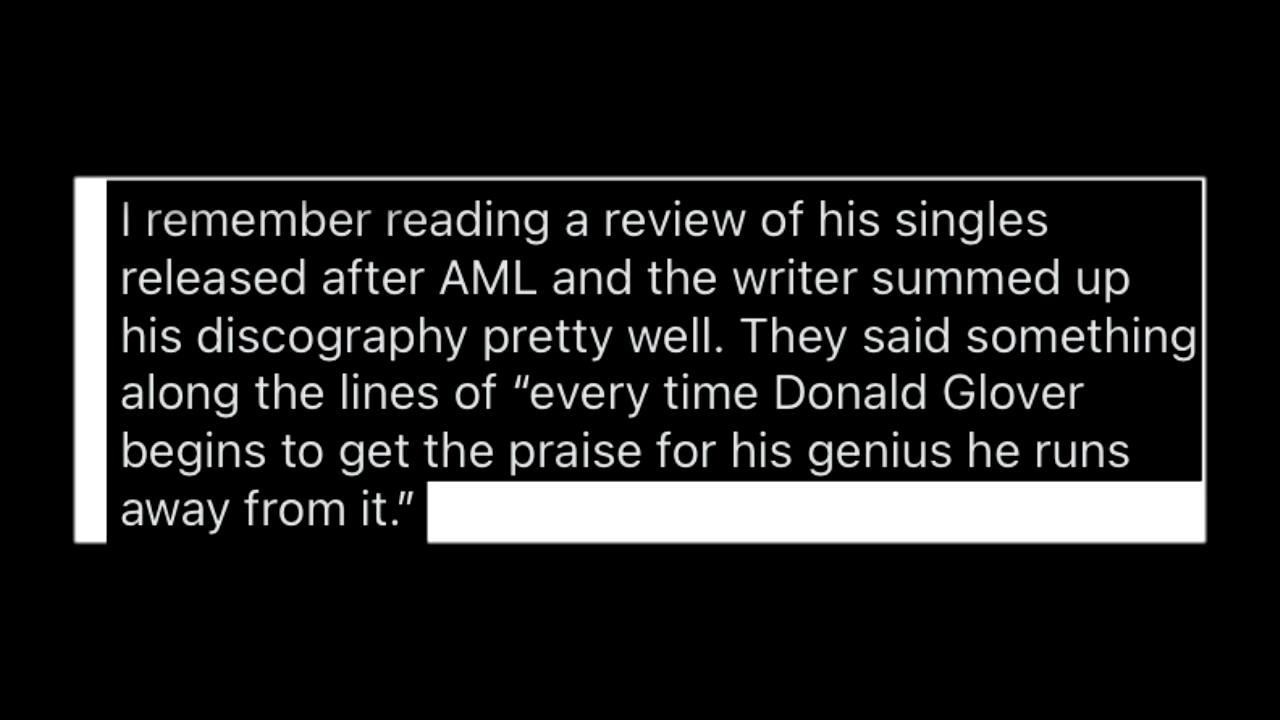 I remember reading a review of his singles
released after AML and the writer summed up
his discography pretty well. They said something
along the lines of “every time Donald Glover
begins to get the praise for his genius he runs
away from it.”